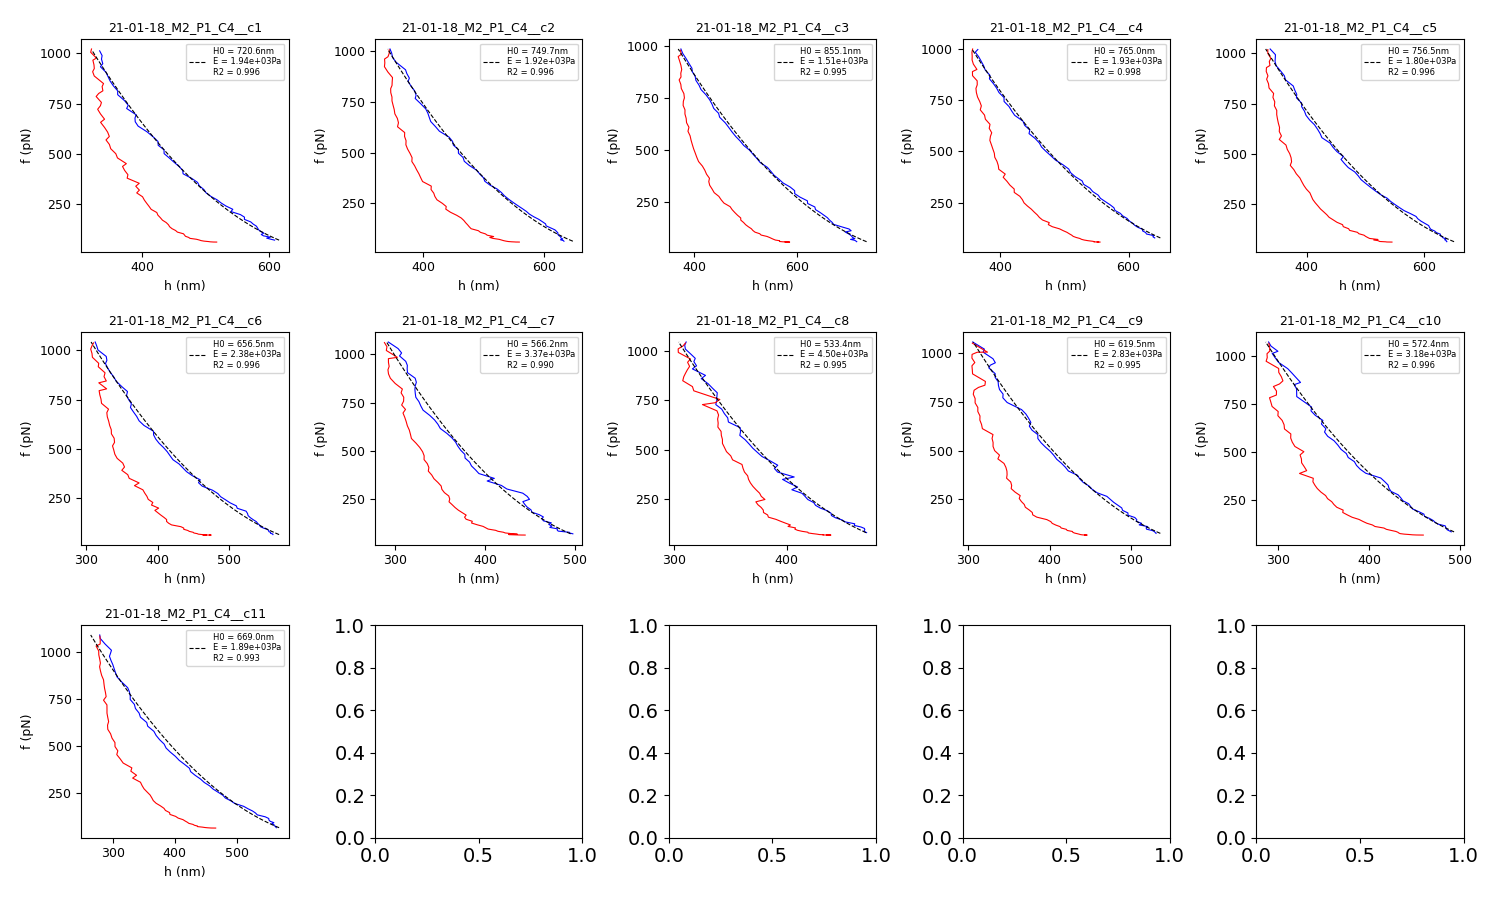 21-01-18_M2_P1_C4__c1
H0 = 720.6nm
E = 1.94e+03Pa
R2 = 0.996
1000
750
500
250
f (pN)
400
600
h (nm)
21-01-18_M2_P1_C4__c2
H0 = 749.7nm
E = 1.92e+03Pa
R2 = 0.996
1000
750
500
250
f (pN)
400
600
h (nm)
21-01-18_M2_P1_C4__c3
H0 = 855.1nm
E = 1.51e+03Pa
R2 = 0.995
1000
750
500
250
f (pN)
400
600
h (nm)
21-01-18_M2_P1_C4__c4
H0 = 765.0nm
E = 1.93e+03Pa
R2 = 0.998
1000
750
500
250
f (pN)
400
600
h (nm)
21-01-18_M2_P1_C4__c5
H0 = 756.5nm
E = 1.80e+03Pa
R2 = 0.996
1000
750
500
250
f (pN)
400
600
h (nm)
21-01-18_M2_P1_C4__c6
H0 = 656.5nm
E = 2.38e+03Pa
R2 = 0.996
1000
750
500
250
f (pN)
300
400
500
h (nm)
21-01-18_M2_P1_C4__c7
H0 = 566.2nm
E = 3.37e+03Pa
R2 = 0.990
1000
750
500
250
f (pN)
300
400
500
h (nm)
21-01-18_M2_P1_C4__c8
H0 = 533.4nm
E = 4.50e+03Pa
R2 = 0.995
1000
750
500
250
f (pN)
300
400
h (nm)
21-01-18_M2_P1_C4__c9
H0 = 619.5nm
E = 2.83e+03Pa
R2 = 0.995
1000
750
500
250
f (pN)
300
400
500
h (nm)
21-01-18_M2_P1_C4__c10
H0 = 572.4nm
E = 3.18e+03Pa
R2 = 0.996
1000
750
500
250
f (pN)
300
400
500
h (nm)
21-01-18_M2_P1_C4__c11
H0 = 669.0nm
E = 1.89e+03Pa
R2 = 0.993
1000
750
500
250
f (pN)
300
400
500
h (nm)
1.0
0.8
0.6
0.4
0.2
0.0
0.0
0.5
1.0
1.0
0.8
0.6
0.4
0.2
0.0
0.0
0.5
1.0
1.0
0.8
0.6
0.4
0.2
0.0
0.0
0.5
1.0
1.0
0.8
0.6
0.4
0.2
0.0
0.0
0.5
1.0